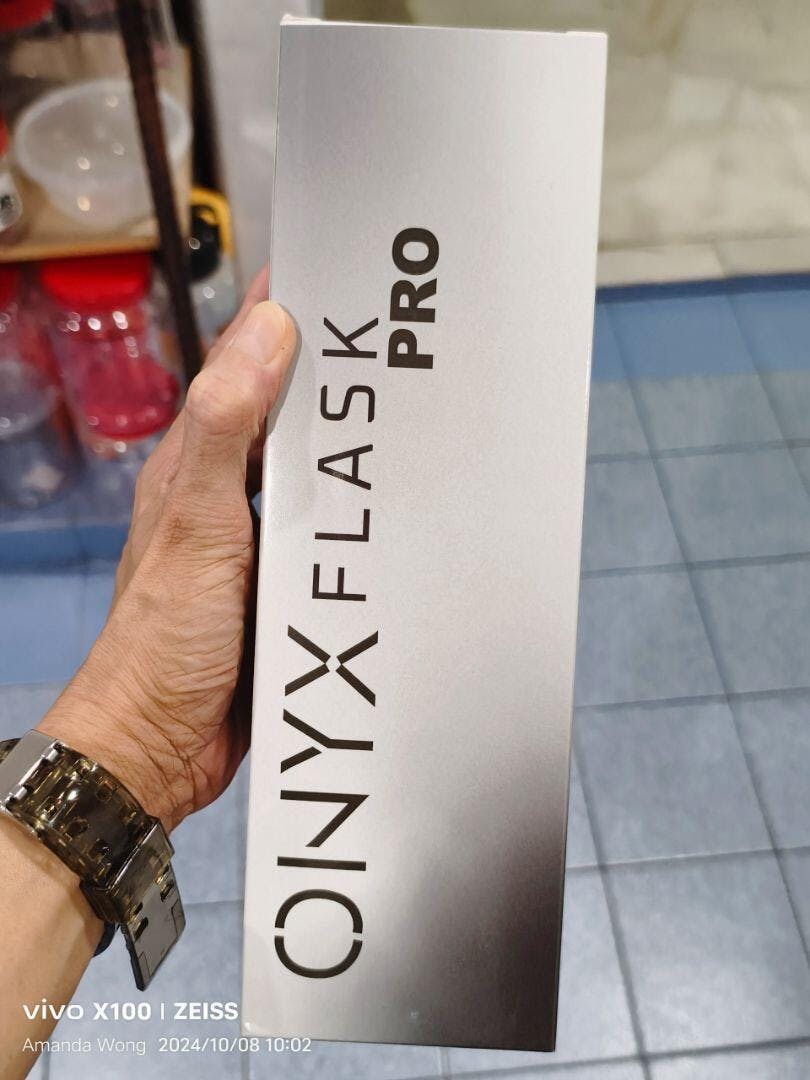 ONYX FLASK
PRO
vivo X100 | ZEISS
Amanda Wong 2024/10/08 10:02